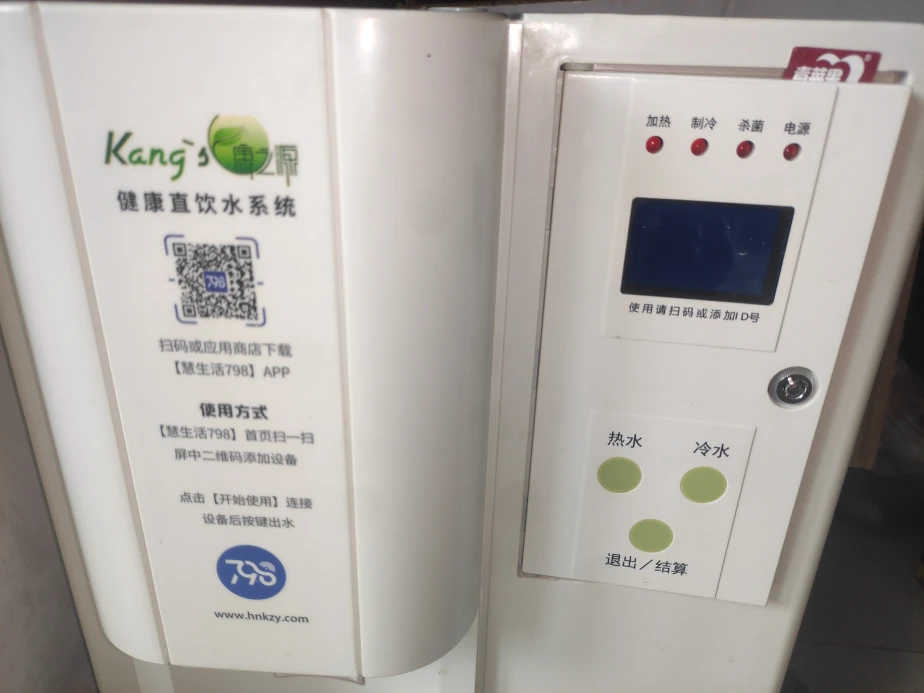 Kang's 康之源
健康直饮水系统
798
扫码或应用商店下载
【慧生活798】APP
使用方式
【慧生活798】首页扫一扫
屏中二维码添加设备
点击【开始使用】连接
设备后按键出水
798
www.hnkzy.com
加热 制冷 杀菌 电源
使用请扫码或添加ID号
热水 冷水
退出/结算